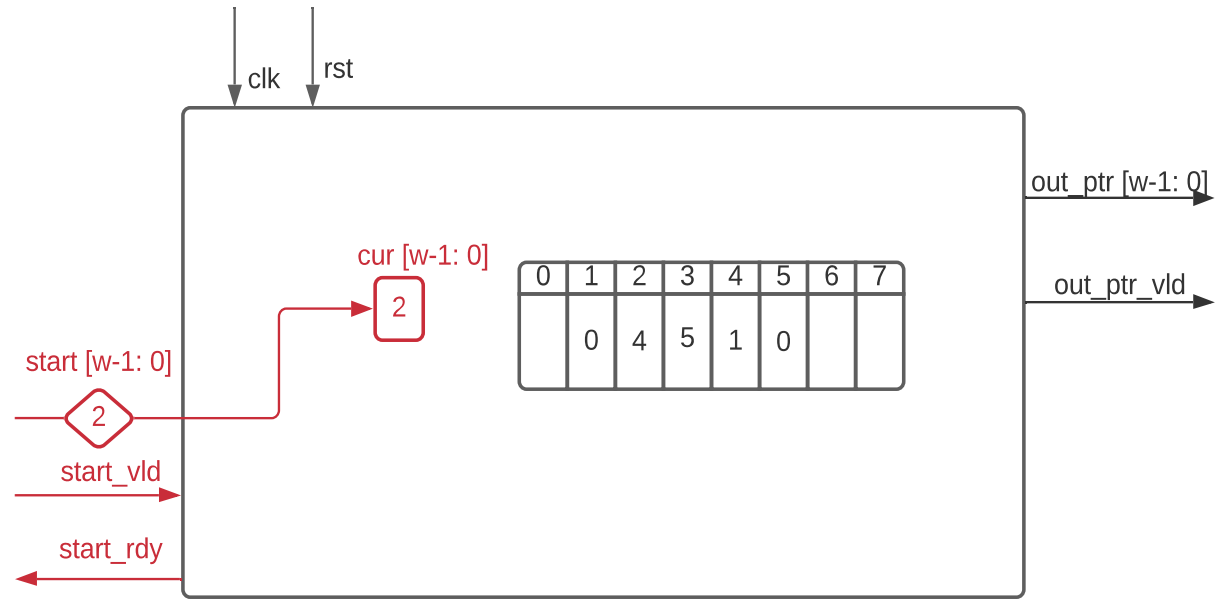 clk
rst
out_ptr [w-1: 0]
cur [w-1: 0]
0 1 2 3 4 5 6 7
out_ptr_vld
2
0 4 5 1 0
start [w-1: 0]
2
start_vld
start_rdy